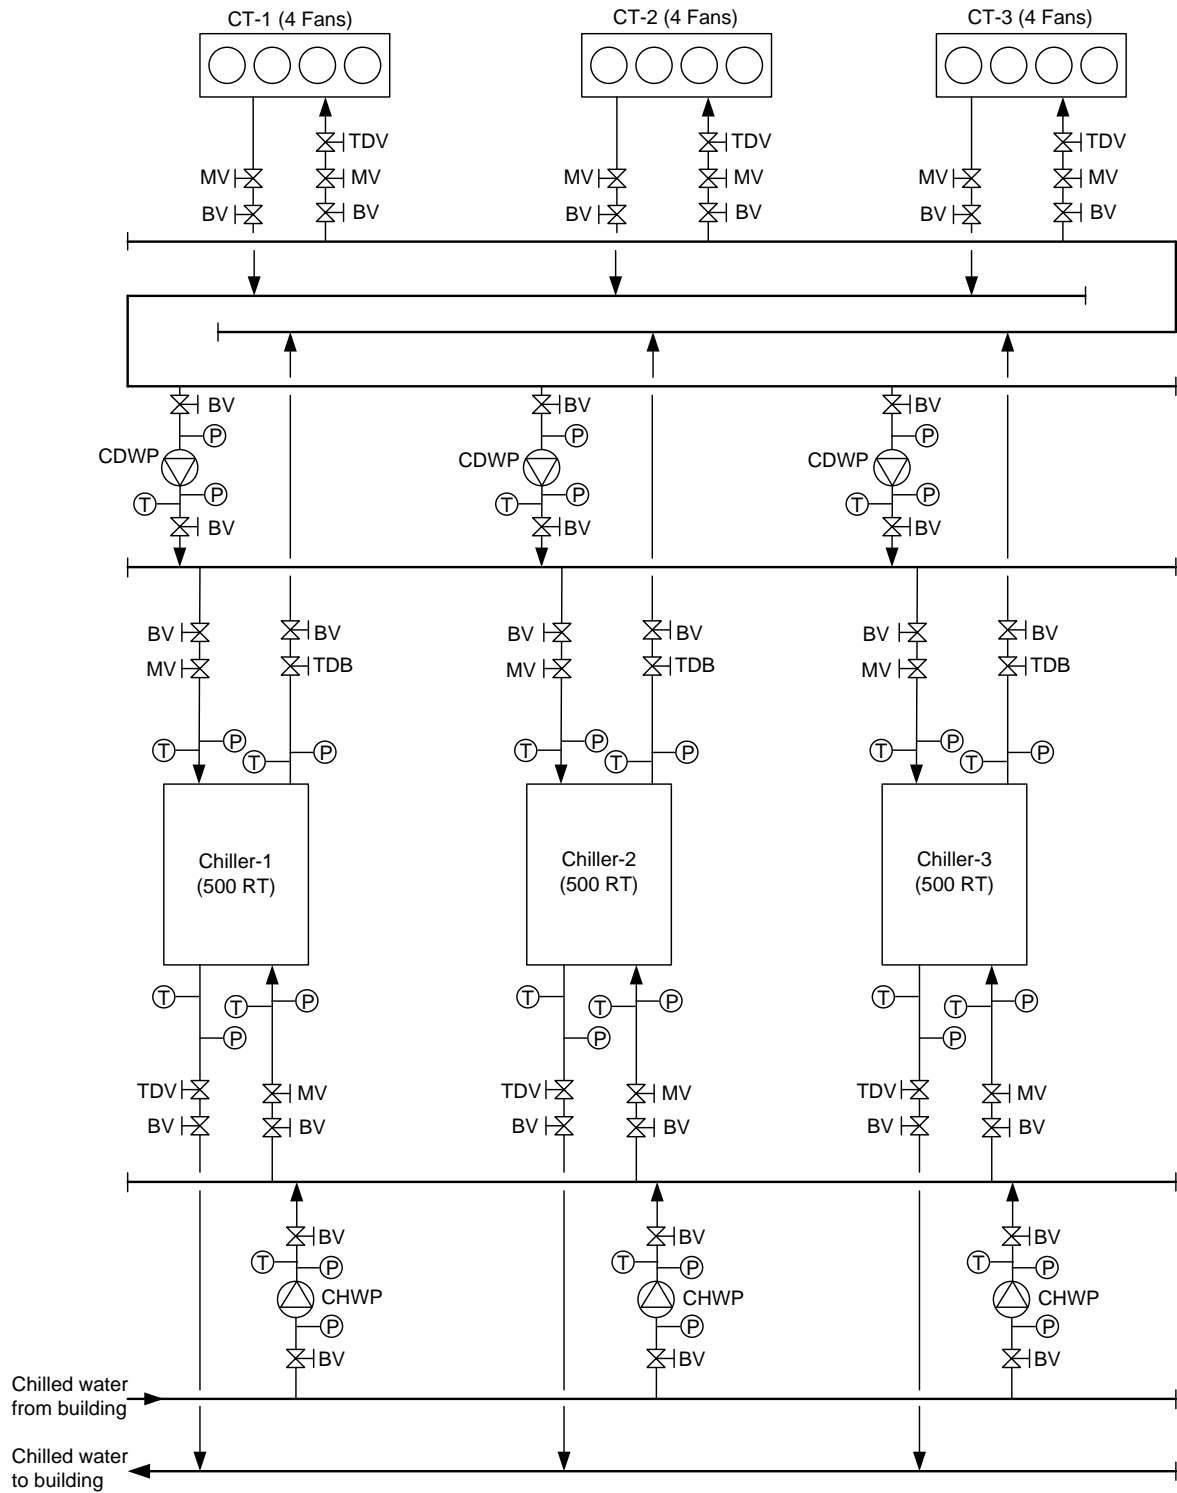 CT-1 (4 Fans) CT-2 (4 Fans) CT-3 (4 Fans)
TDV TDV TDV
MV MV MV MV MV MV
BV BV BV BV BV BV
BV BV BV
P P P
CDWP CDWP CDWP
P P P
T T T
BV BV BV
BV BV BV BV BV BV
MV TDB MV TDB MV TDB
T P P T P P T P P
T T T
Chiller-1 Chiller-2 Chiller-3
(500 RT) (500 RT) (500 RT)
T T P T T P T T P
P P P
TDV MV TDV MV TDV MV
BV BV BV BV BV BV
BV BV BV
T P T P T P
CHWP CHWP CHWP
P P P
BV BV BV
Chilled water
from building
Chilled water
to building